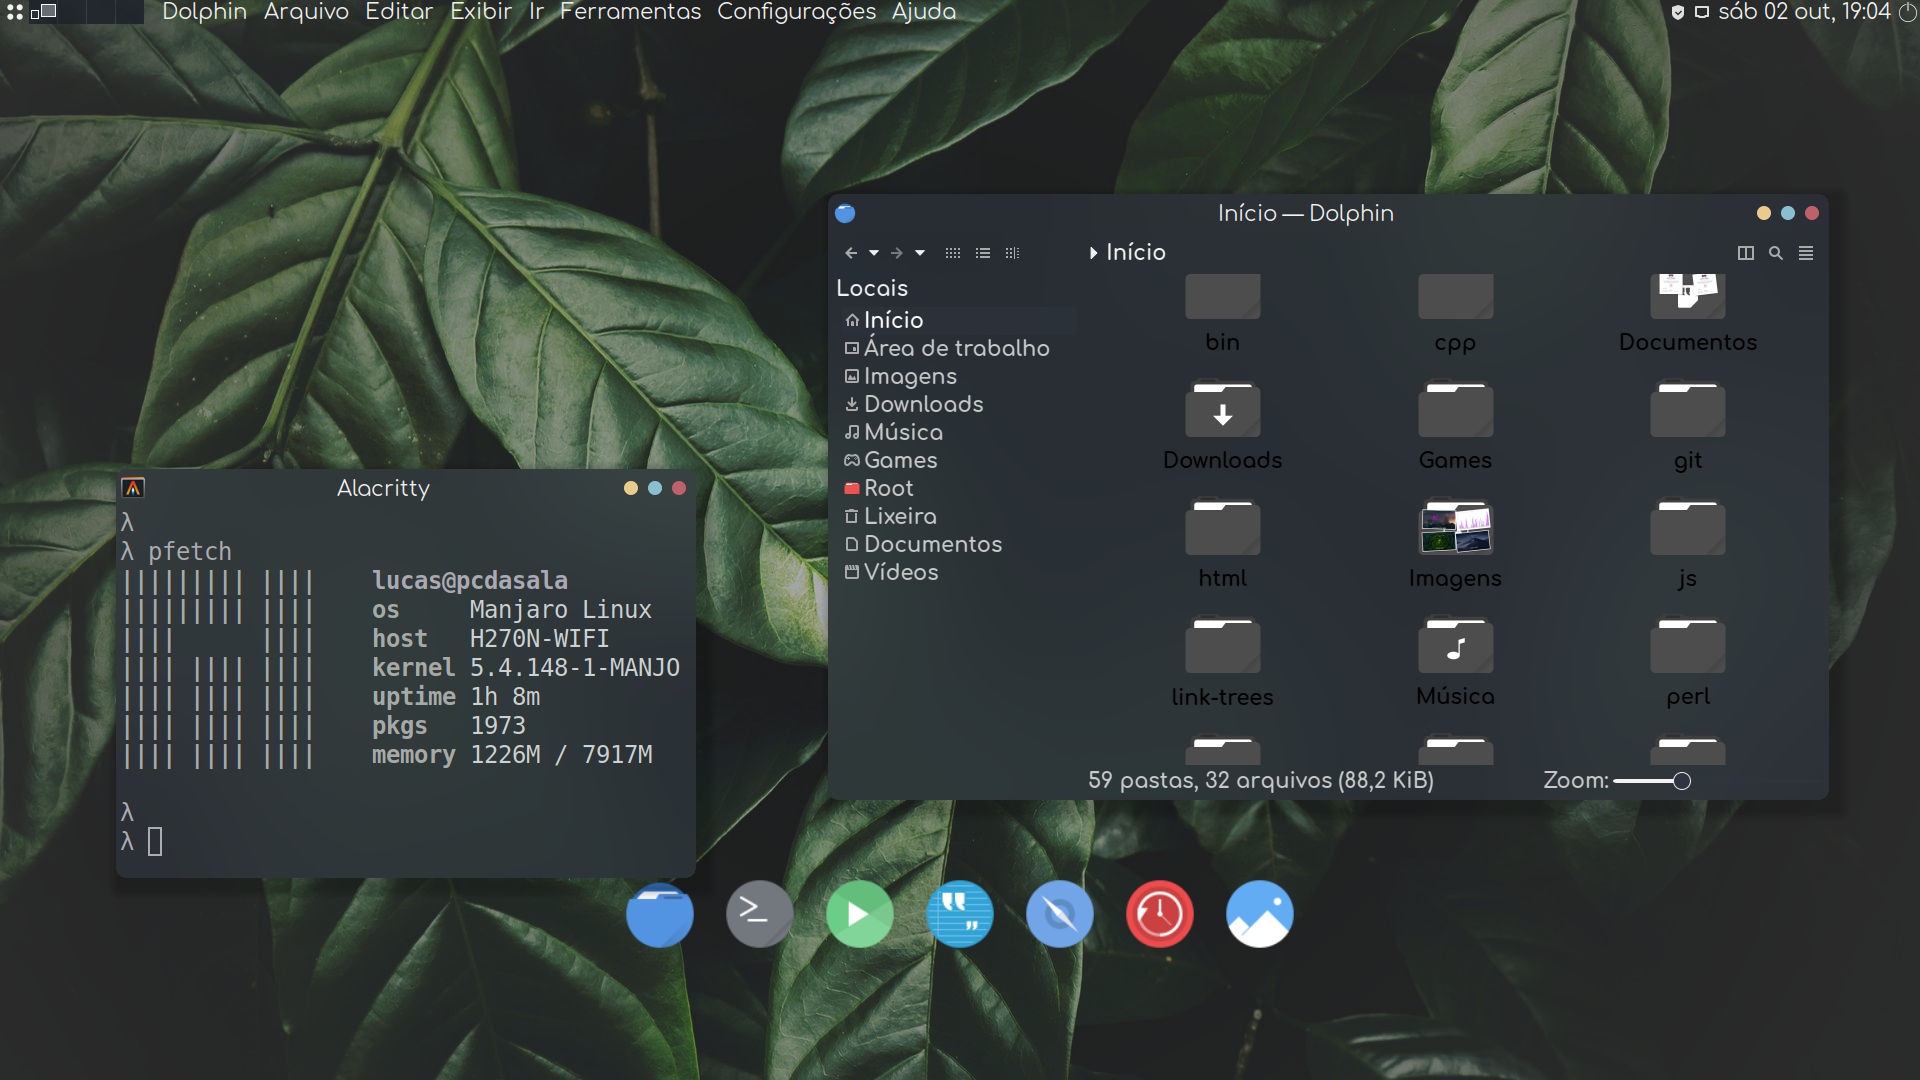 Dolphin Arquivo Editar Exibir Ir Ferramentas Configurações Ajuda
sáb 02 out, 19:04
Início — Dolphin
Início
Locais
Início
Área de trabalho
Imagens
Downloads
Música
Games
Root
Lixeira
Documentos
Vídeos
bin cpp Documentos
Downloads Games git
html Imagens js
link-trees Música perl
59 pastas, 32 arquivos (88,2 KiB)
Zoom:
Alacritty
λ
λ pfetch
lucas@pcdasala
os Manjaro Linux
host H270N-WIFI
kernel 5.4.148-1-MANJO
uptime 1h 8m
pkgs 1973
memory 1226M / 7917M
λ
λ